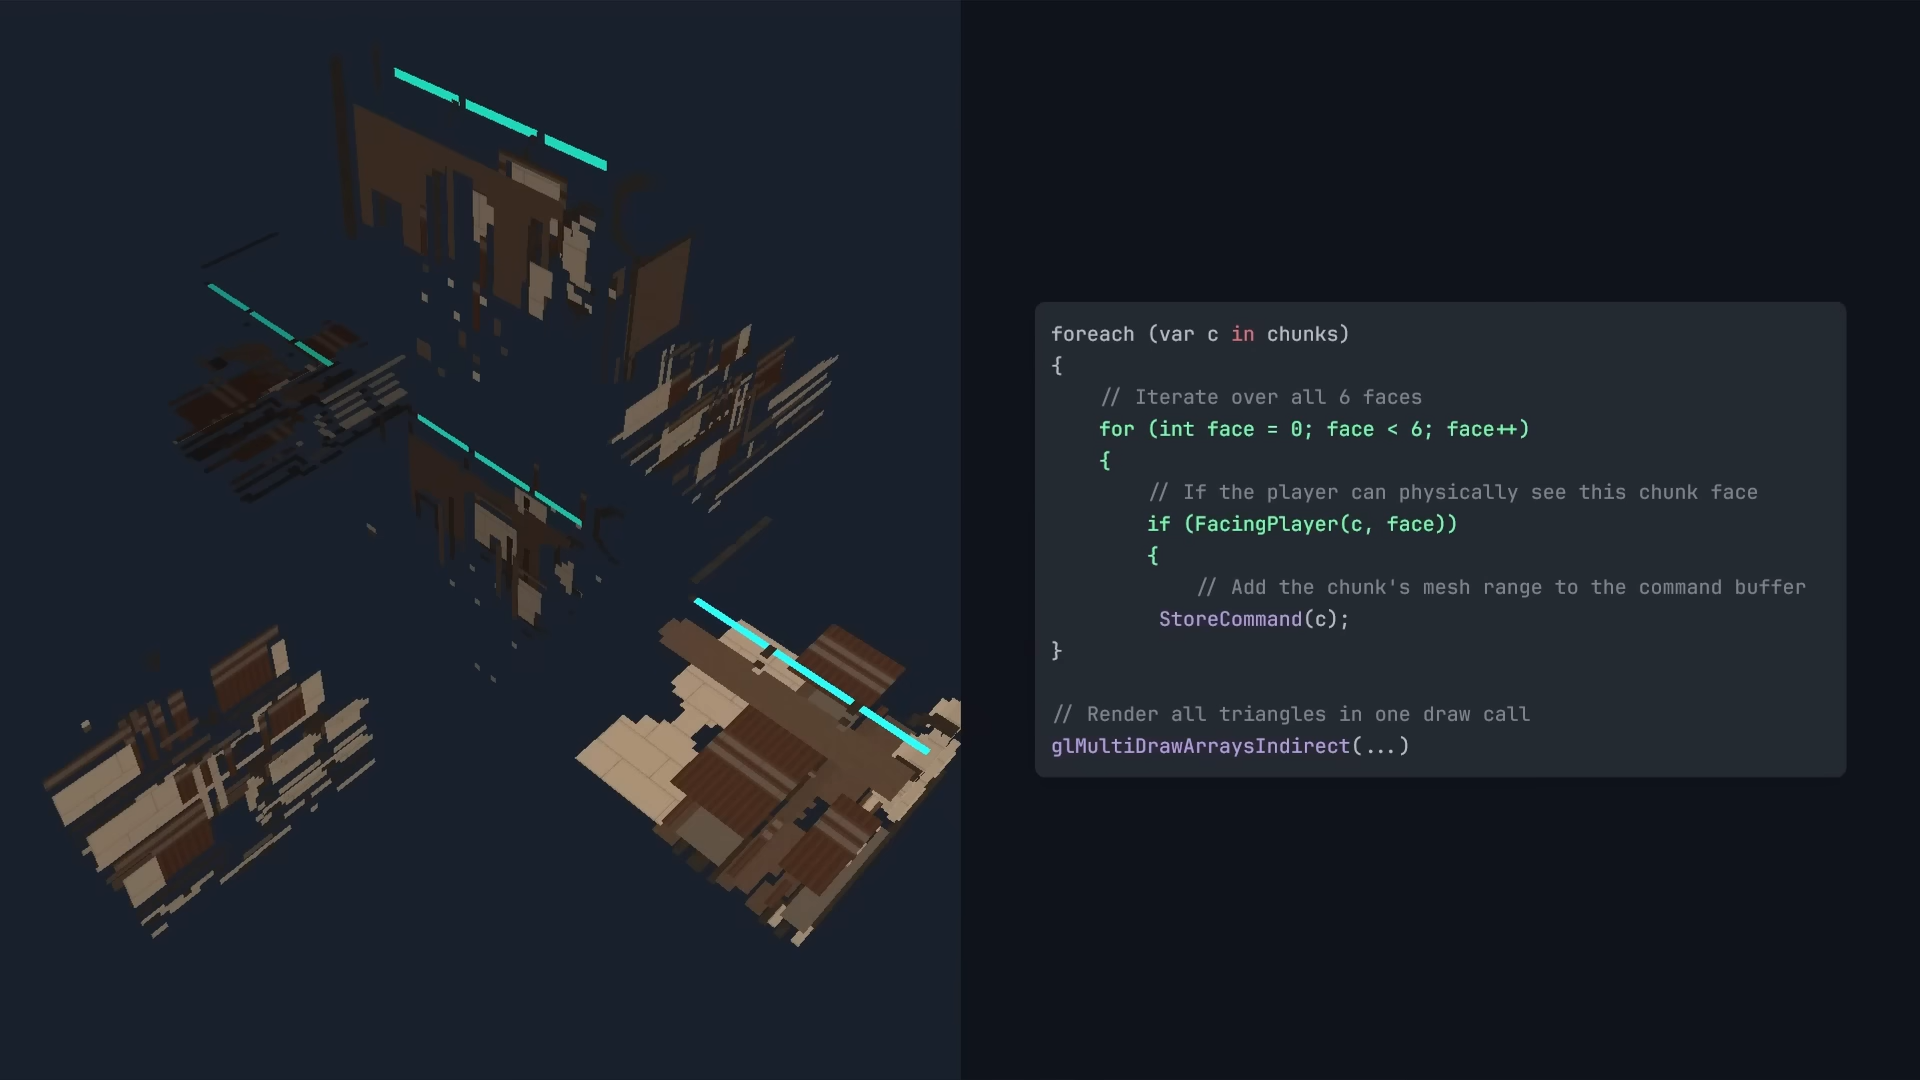 foreach (var c in chunks)
{
    // Iterate over all 6 faces
    for (int face = 0; face < 6; face++)
    {
        // If the player can physically see this chunk face
        if (FacingPlayer(c, face))
        {
            // Add the chunk's mesh range to the command buffer
         StoreCommand(c);
}

// Render all triangles in one draw call
glMultiDrawArraysIndirect(...)